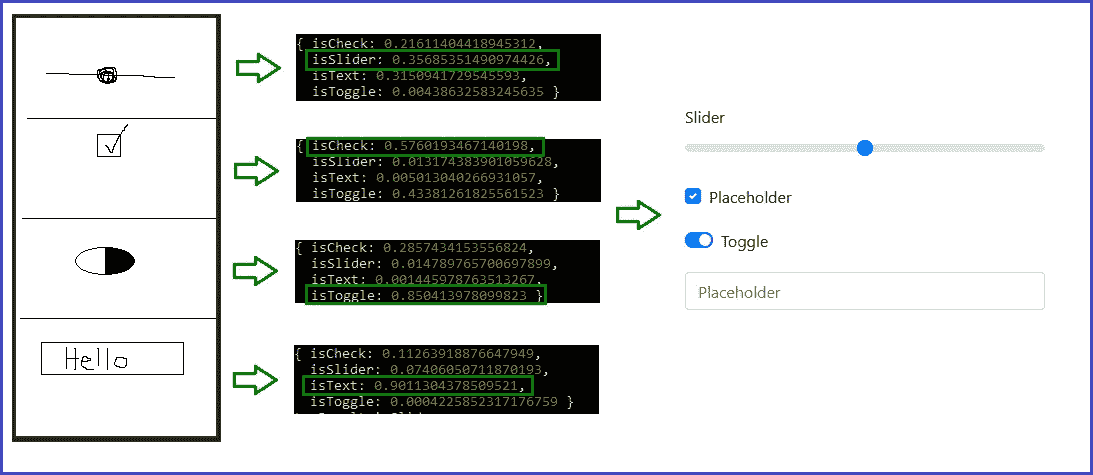 { isCheck: 0.21611404418945312,
isSlider: 0.35685351490974426,
isText: 0.3150941729545593,
isToggle: 0.00438632583245635 }
{ isCheck: 0.5760193467140198,
isSlider: 0.013174383901059628,
isText: 0.005013040266931057,
isToggle: 0.43381261825561523 }
{ isCheck: 0.2857434153556824,
isSlider: 0.014789765700697899,
isText: 0.001445978763513267,
isToggle: 0.850413978099823 }
Hello
{ isCheck: 0.11263918876647949,
isSlider: 0.07406050711870193,
isText: 0.9011304378509521,
isToggle: 0.0004225852317176759 }
Slider
Placeholder
Toggle
Placeholder